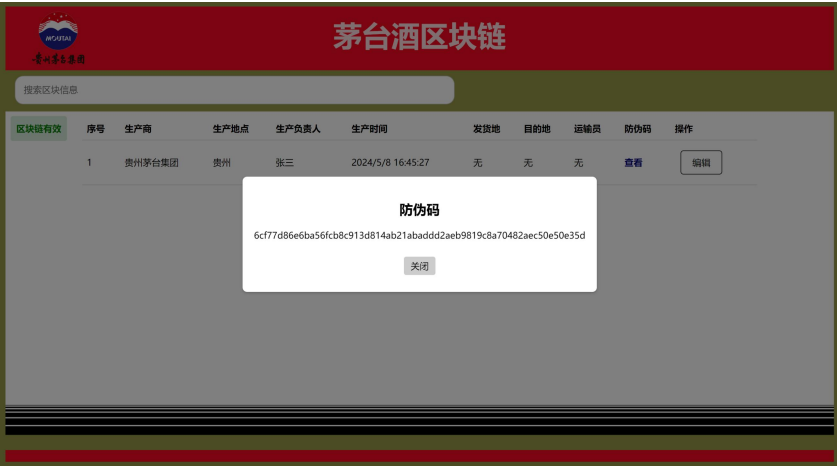 MOUTAI
贵州茅台集团
茅台酒区块链
搜索区块信息
区块链有效 序号 生产商 生产地点 生产负责人 生产时间 发货地 目的地 运输员 防伪码 操作
1 贵州茅台集团 贵州 张三 2024/5/8 16:45:27 无 无 无 查看 编辑
防伪码
6cf77d86e6ba56fcb8c913d814ab21abaddd2aeb9819c8a70482aec50e50e35d
关闭